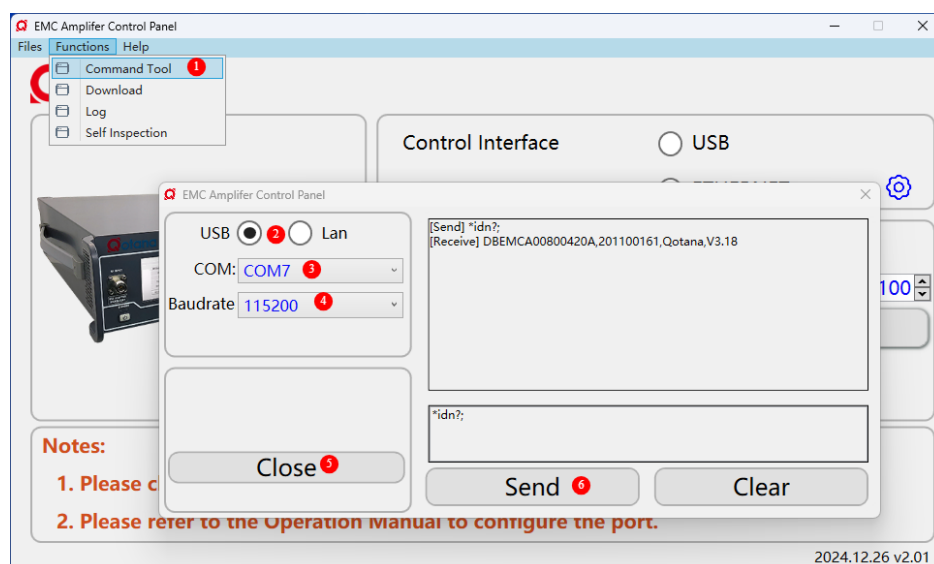 EMC Amplifer Control Panel
Files Functions Help
Command Tool 1
Download
Log
Self Inspection
Control Interface USB
EMC Amplifer Control Panel
USB 2 Lan
COM: COM7 3
Baudrate 115200 4
[Send] *idn?;
[Receive] DBEMCA00800420A,201100161,Qotana,V3.18
100
*idn?;
Close 5
Send 6
Clear
Notes:
1. Please c
2. Please refer to the Operation Manual to configure the port.
2024.12.26 v2.01